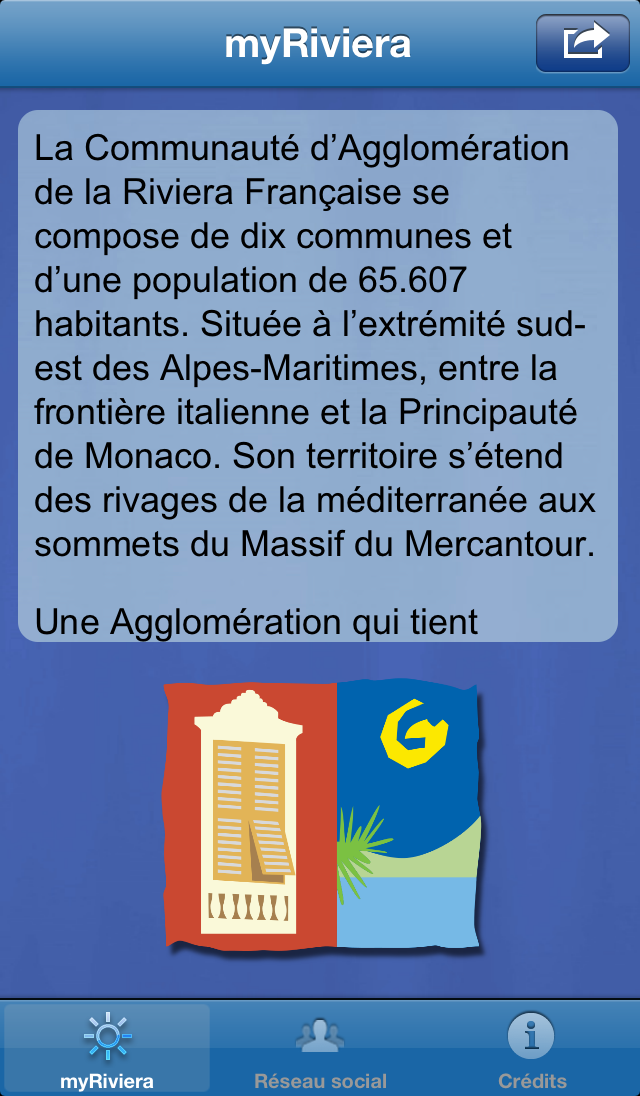 myRiviera
La Communauté d’Agglomération
de la Riviera Française se
compose de dix communes et
d’une population de 65.607
habitants. Située à l’extrémité sud-
est des Alpes-Maritimes, entre la
frontière italienne et la Principauté
de Monaco. Son territoire s’étend
des rivages de la méditerranée aux
sommets du Massif du Mercantour.
Une Agglomération qui tient
myRiviera
Réseau social
Crédits